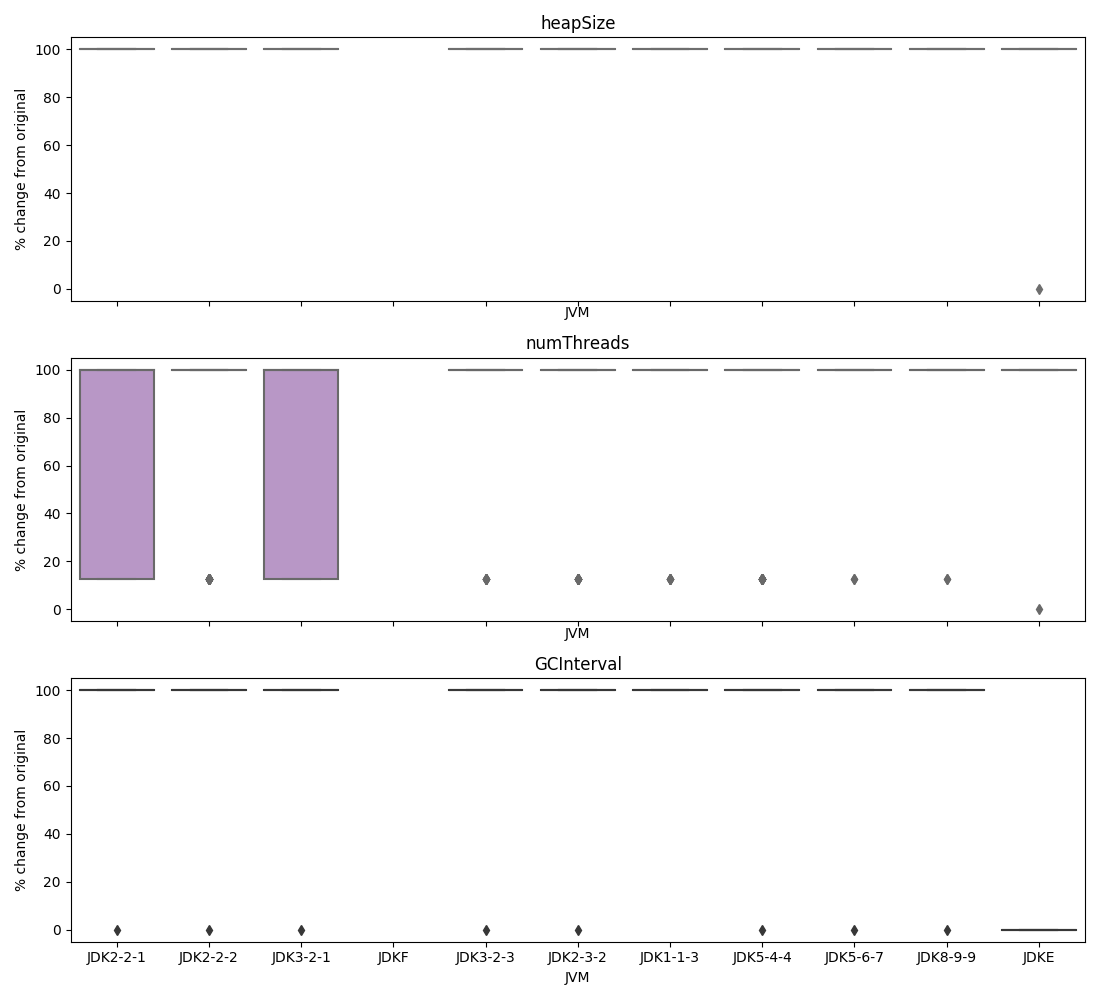 heapSize
100
80
60
40
20
0
% change from original
JVM
numThreads
100
80
60
40
20
0
% change from original
JVM
GCInterval
100
80
60
40
20
0
% change from original
JDK2-2-1 JDK2-2-2 JDK3-2-1 JDKF JDK3-2-3 JDK2-3-2 JDK1-1-3 JDK5-4-4 JDK5-6-7 JDK8-9-9 JDKE
JVM